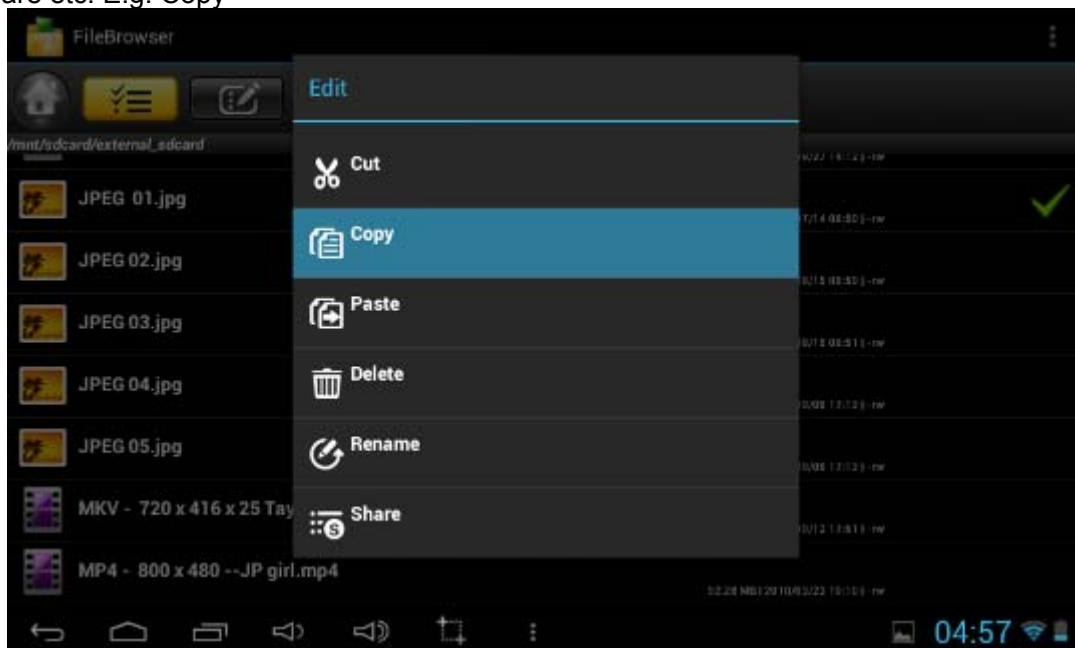 etc. E.g. Copy
FileBrowser
Edit
/mnt/sdcard/external_sdcard
Cut
JPEG 01.jpg
Copy
JPEG 02.jpg
Paste
JPEG 03.jpg
Delete
JPEG 04.jpg
Rename
JPEG 05.jpg
Share
MKV - 720 x 416 x 25
MP4 - 800 x 480 --JP girl.mp4
04:57